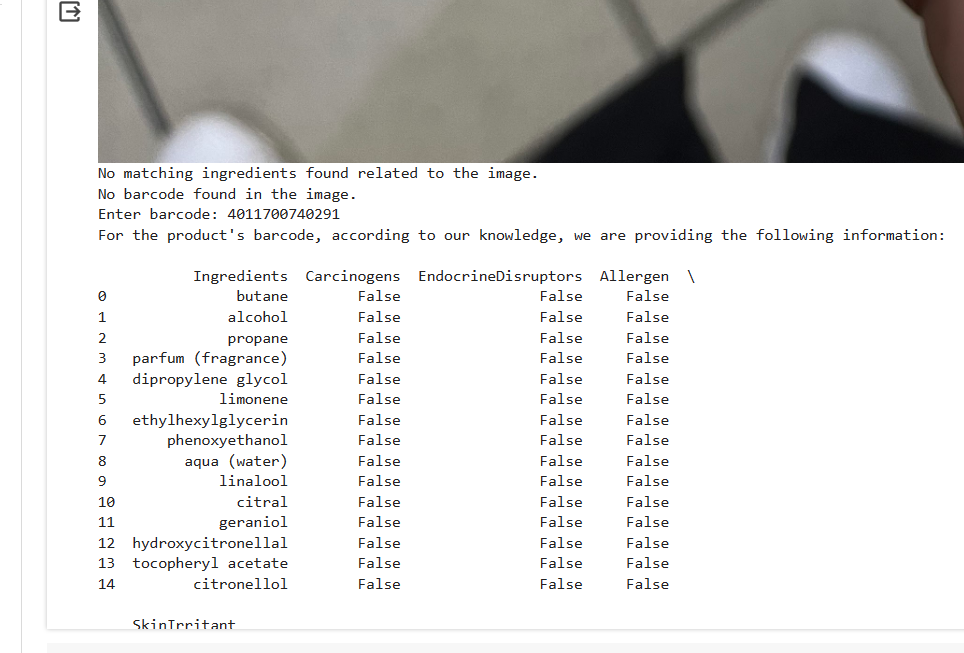 No matching ingredients found related to the image.
No barcode found in the image.
Enter barcode: 4011700740291
For the product's barcode, according to our knowledge, we are providing the following information:
Ingredients Carcinogens EndocrineDisruptors Allergen \
0 butane False False False
1 alcohol False False False
2 propane False False False
3 parfum (fragrance) False False False
4 dipropylene glycol False False False
5 limonene False False False
6 ethylhexylglycerin False False False
7 phenoxyethanol False False False
8 aqua (water) False False False
9 linalool False False False
10 citral False False False
11 geraniol False False False
12 hydroxycitronellal False False False
13 tocopheryl acetate False False False
14 citronellol False False False
SkinIrritant